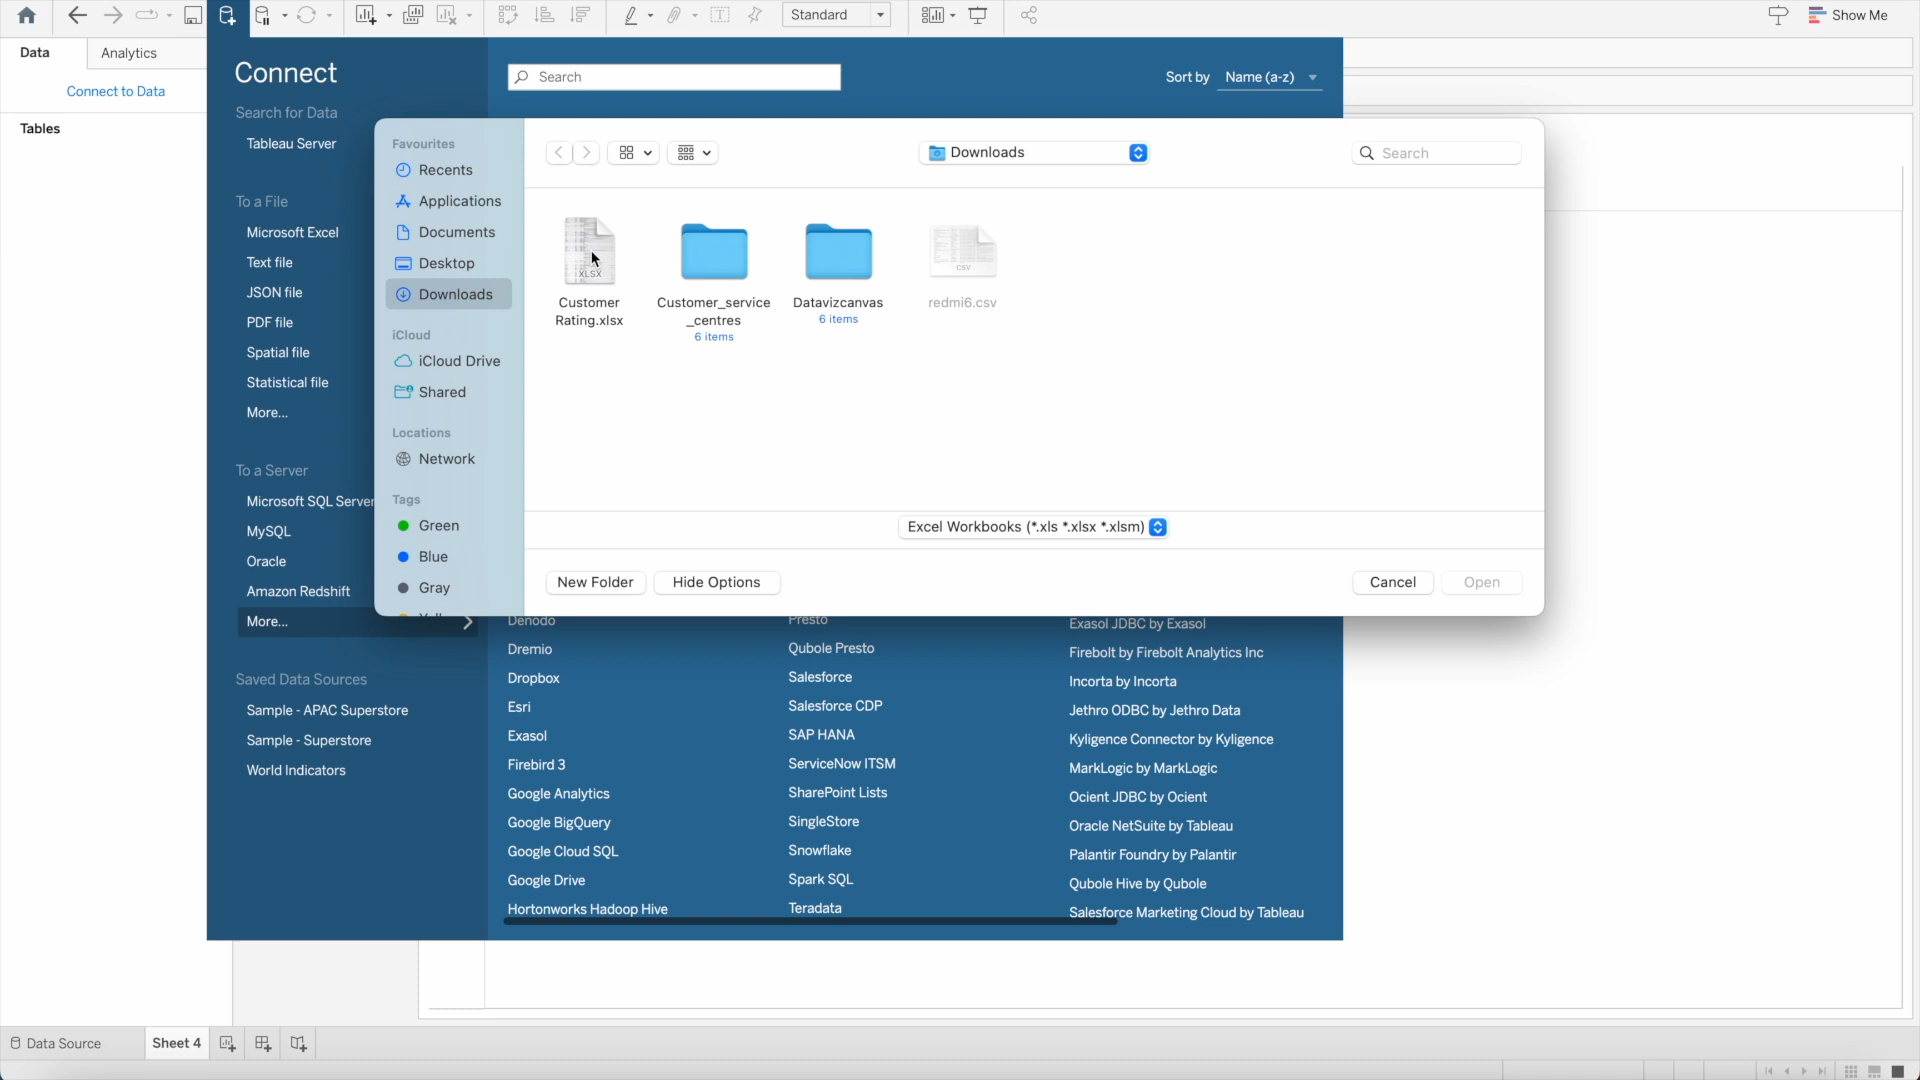 Standard
Show Me
Data
Analytics
Connect to Data
Tables
Connect
Search for Data
Tableau Server
To a File
Microsoft Excel
Text file
JSON file
PDF file
Spatial file
Statistical file
More...
To a Server
Microsoft SQL Server
MySQL
Oracle
Amazon Redshift
More...
Saved Data Sources
Sample - APAC Superstore
Sample - Superstore
World Indicators
Search
Sort by Name (a-z)
Favourites
Recents
Applications
Documents
Desktop
Downloads
iCloud
iCloud Drive
Shared
Locations
Network
Tags
Green
Blue
Gray
Downloads
Search
XLSX
Customer
Rating.xlsx
Customer_service
_centres
6 items
Datavizcanvas
6 items
CSV
redmi6.csv
Excel Workbooks (*.xls *.xlsx *.xlsm)
New Folder
Hide Options
Cancel
Open
Denodo
Dremio
Dropbox
Esri
Exasol
Firebird 3
Google Analytics
Google BigQuery
Google Cloud SQL
Google Drive
Hortonworks Hadoop Hive
Presto
Qubole Presto
Salesforce
Salesforce CDP
SAP HANA
ServiceNow ITSM
SharePoint Lists
SingleStore
Snowflake
Spark SQL
Teradata
Exasol JDBC by Exasol
Firebolt by Firebolt Analytics Inc
Incorta by Incorta
Jethro ODBC by Jethro Data
Kyligence Connector by Kyligence
MarkLogic by MarkLogic
Ocient JDBC by Ocient
Oracle NetSuite by Tableau
Palantir Foundry by Palantir
Qubole Hive by Qubole
Salesforce Marketing Cloud by Tableau
Data Source
Sheet 4